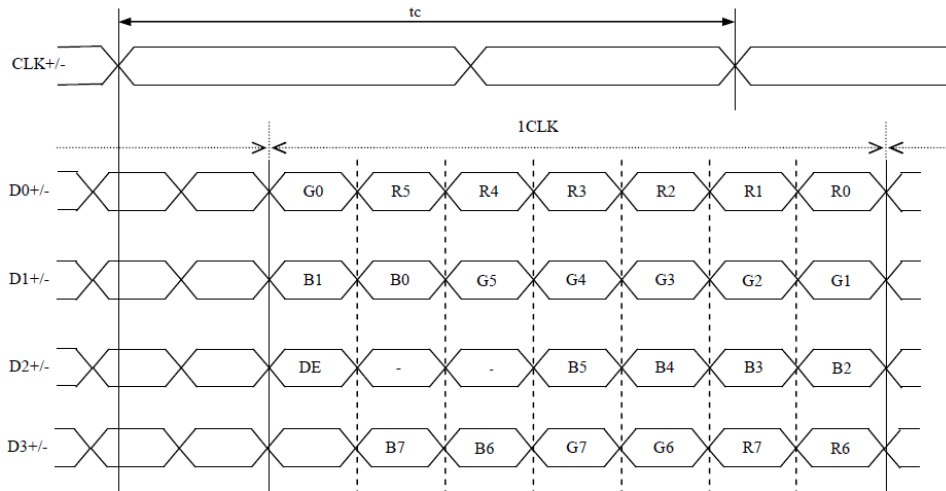 tc
CLK+/-
1CLK
D0+/- G0 R5 R4 R3 R2 R1 R0
D1+/- B1 B0 G5 G4 G3 G2 G1
D2+/- DE - - B5 B4 B3 B2
D3+/- B7 B6 G7 G6 R7 R6